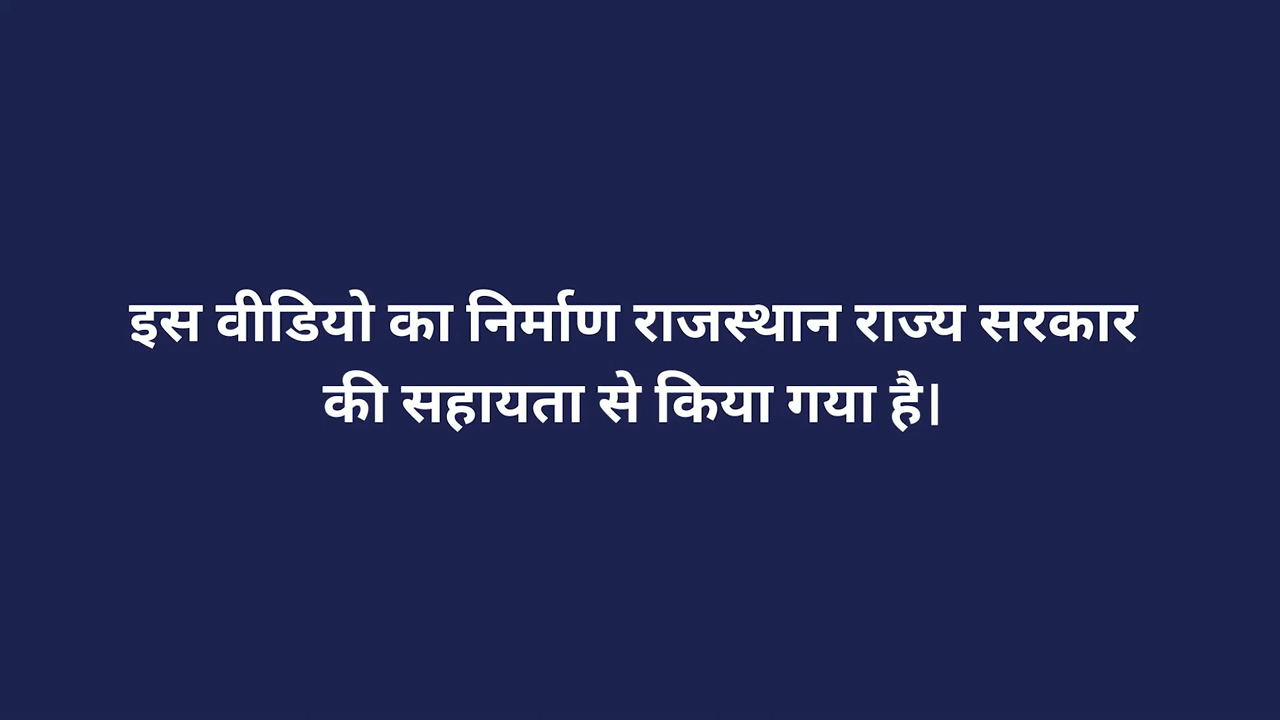 इस वीडियो का निर्माण राजस्थान राज्य सरकार
की सहायता से किया गया है।